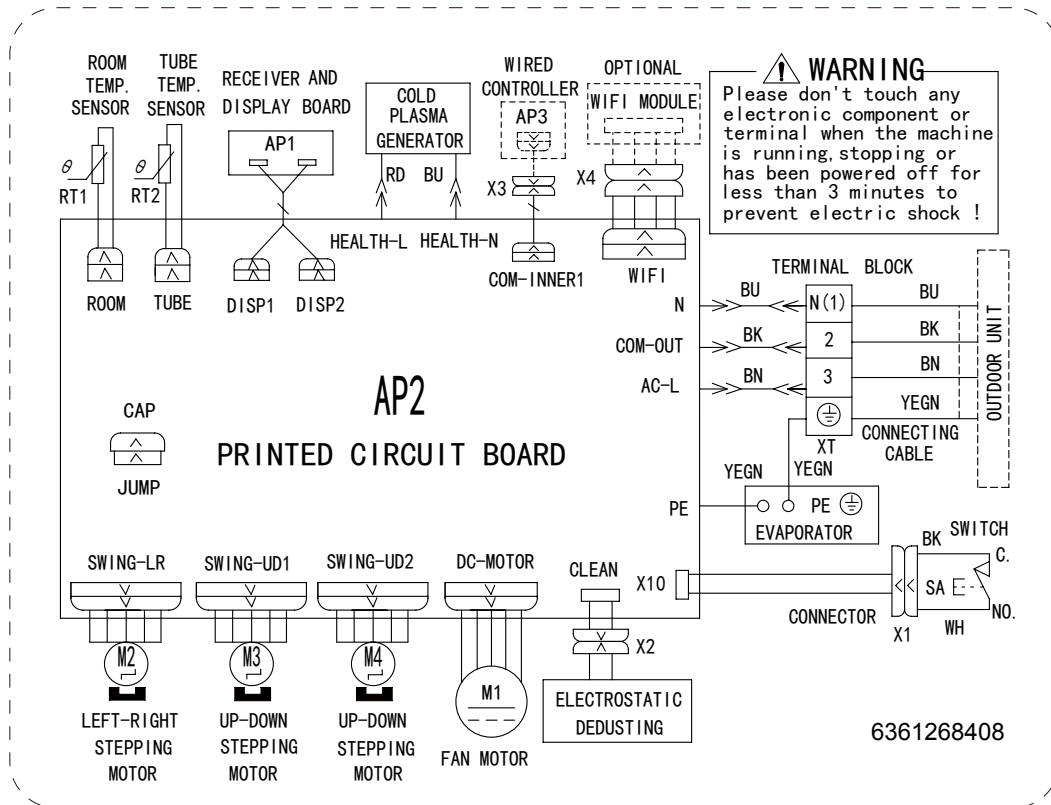 ROOM
TEMP.
SENSOR
RT1
TUBE
TEMP.
SENSOR
RT2
RECEIVER AND
DISPLAY BOARD
AP1
COLD
PLASMA
GENERATOR
RD BU
WIRED
CONTROLLER
AP3
X3
OPTIONAL
WIFI MODULE
X4
WARNING
Please don't touch any
electronic component or
terminal when the machine
is running,stopping or
has been powered off for
less than 3 minutes to
prevent electric shock !
HEALTH-L HEALTH-N
ROOM
TUBE
DISP1
DISP2
COM-INNER1
WIFI
TERMINAL BLOCK
N
BU
N(1)
BU
COM-OUT
BK
2
BK
AC-L
BN
3
BN
YEGN
XT
CONNECTING
CABLE
OUTDOOR UNIT
AP2
PRINTED CIRCUIT BOARD
CAP
JUMP
YEGN
YEGN
PE
PE
EVAPORATOR
SWING-LR
SWING-UD1
SWING-UD2
DC-MOTOR
CLEAN
X10
BK
SWITCH
C.
SA
NO.
CONNECTOR
X1
WH
X2
M2
M3
M4
M1
LEFT-RIGHT
STEPPING
MOTOR
UP-DOWN
STEPPING
MOTOR
UP-DOWN
STEPPING
MOTOR
FAN MOTOR
ELECTROSTATIC
DEDUSTING
6361268408